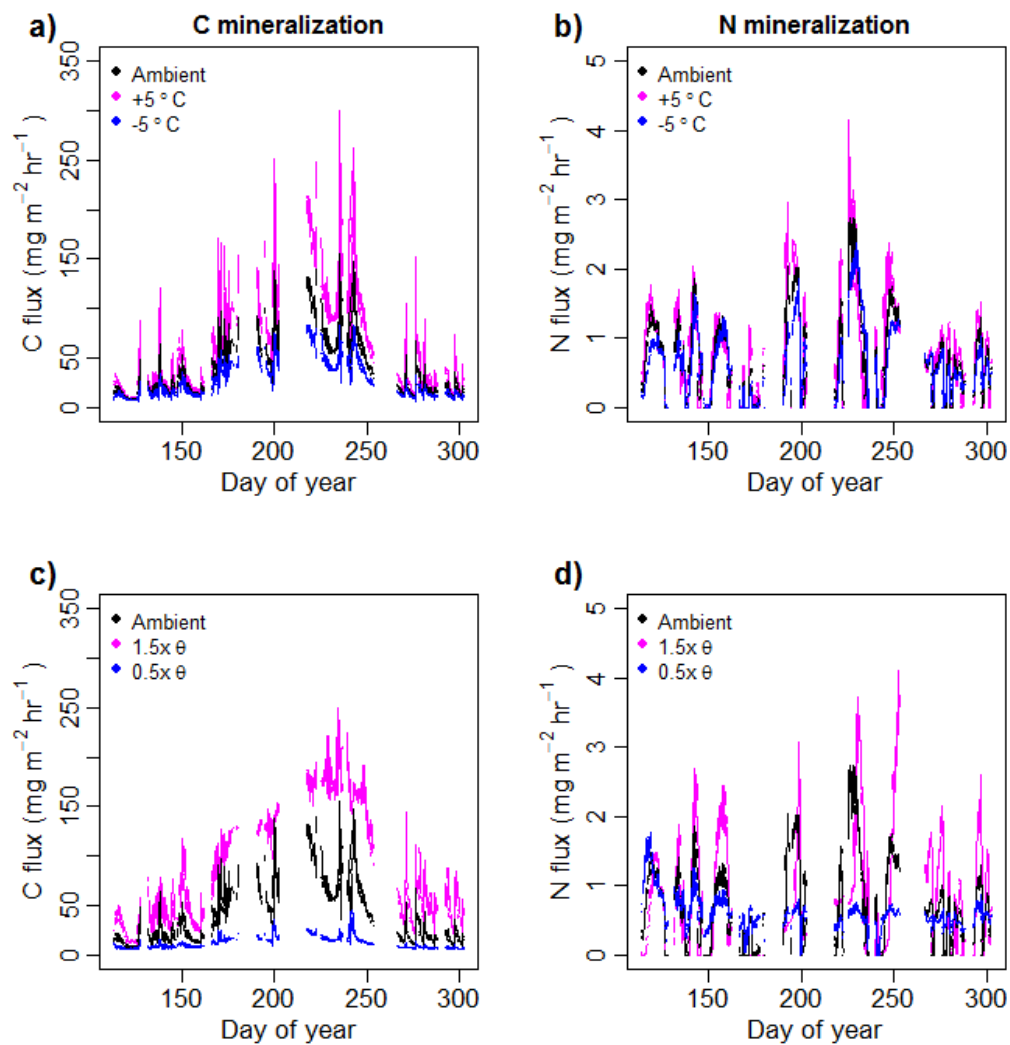 a) C mineralization
C flux (mg m−2 hr−1)
0 50 150 250 350
Ambient
+5 ° C
-5 ° C
150 200 250 300
Day of year
b) N mineralization
N flux (mg m−2 hr−1)
0 1 2 3 4 5
Ambient
+5 ° C
-5 ° C
150 200 250 300
Day of year
c)
C flux (mg m−2 hr−1)
0 50 150 250 350
Ambient
1.5x θ
0.5x θ
150 200 250 300
Day of year
d)
N flux (mg m−2 hr−1)
0 1 2 3 4 5
Ambient
1.5x θ
0.5x θ
150 200 250 300
Day of year